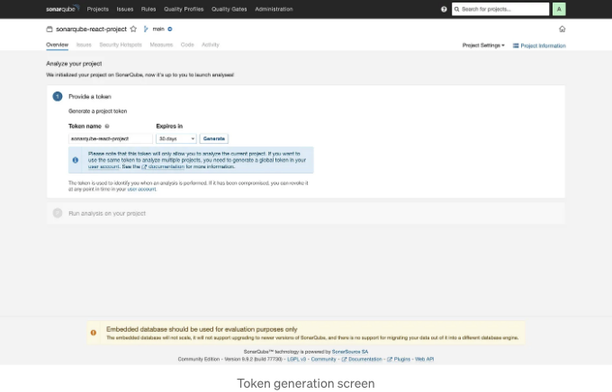 sonarqube Projects Issues Rules Quality Profiles Quality Gates Administration Search for projects... A
sonarqube-react-project main
Overview Issues Security Hotspots Measures Code Activity Project Settings Project Information
Analyze your project
We initialized your project on SonarQube, now it's up to you to launch analyses!
1 Provide a token
Generate a project token
Token name Expires in
sonarqube-react-project 30 days Generate
Please note that this token will only allow you to analyze the current project. If you want to
use the same token to analyze multiple projects, you need to generate a global token in your
user account. See the documentation for more information.
The token is used to identify you when an analysis is performed. If it has been compromised, you can revoke it
at any point in time in your user account.
Run analysis on your project
Embedded database should be used for evaluation purposes only
The embedded database will not scale, it will not support upgrading to newer versions of SonarQube, and there is no support for migrating your data out of it into a different database engine.
SonarQube™ technology is powered by SonarSource SA
Community Edition - Version 9.9.2 (build 77730) - LGPL v3 - Community - Documentation - Plugins - Web API
Token generation screen